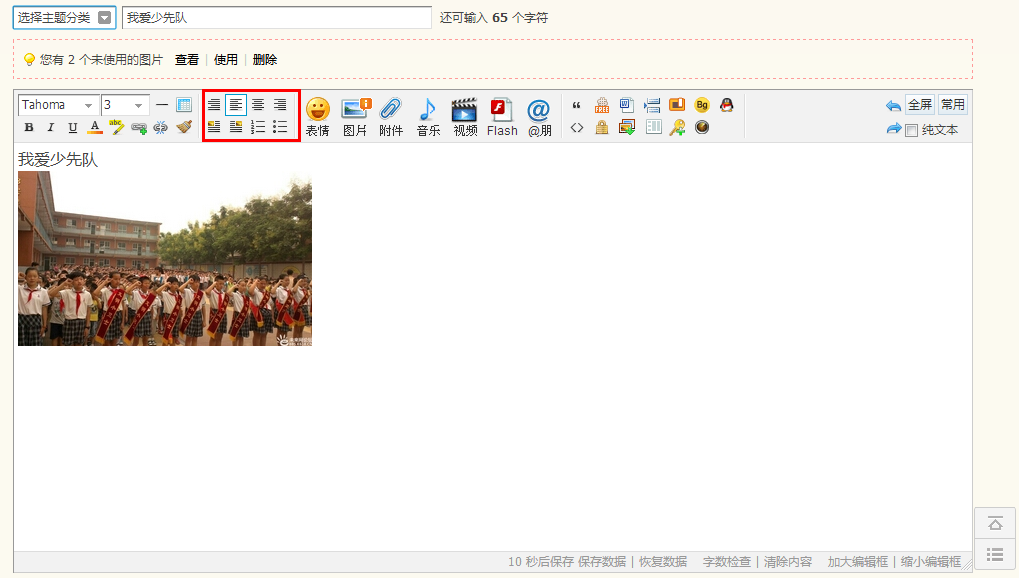 选择主题分类 我爱少先队 还可输入 65 个字符
您有 2 个未使用的图片 查看 | 使用 | 删除
Tahoma 3 全屏 常用
B I U A abc FREE W Bg
表情 图片 附件 音乐 视频 Flash @朋 纯文本
我爱少先队
10 秒后保存 保存数据 | 恢复数据 字数检查 | 清除内容 加大编辑框 | 缩小编辑框